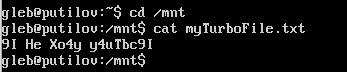 gleb@putilov:~$ cd /mnt
gleb@putilov:/mnt$ cat myTurboFile.txt
9I He Xo4y y4uTbc9I
gleb@putilov:/mnt$